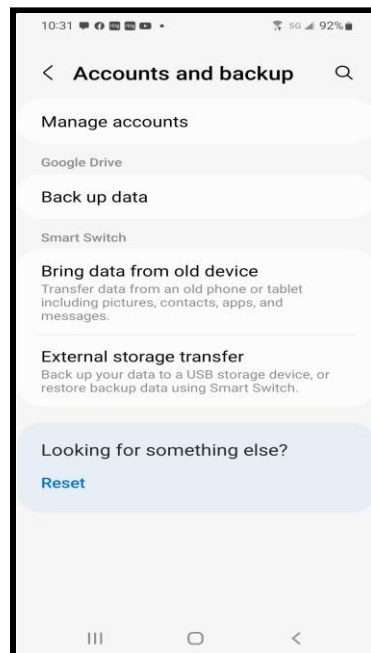 10:31 5G 92%
Accounts and backup
Manage accounts
Google Drive
Back up data
Smart Switch
Bring data from old device
Transfer data from an old phone or tablet
including pictures, contacts, apps, and
messages.
External storage transfer
Back up your data to a USB storage device, or
restore backup data using Smart Switch.
Looking for something else?
Reset